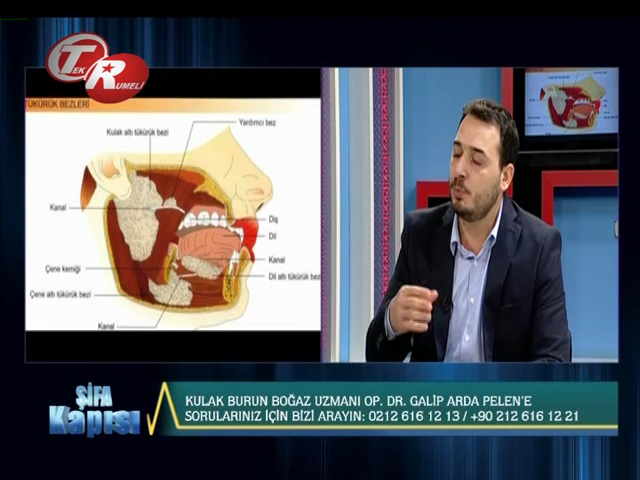 TEK
RUMELİ
TÜKÜRÜK BEZLERİ
Yardımcı bez
Kulak altı tükürük bezi
Kanal
Diş
Dil
Kanal
Çene kemiği
Dil altı tükürük bez
Çene altı tükürük bezi
Kanal
ŞİFA
Kapısı
KULAK BURUN BOĞAZ UZMANI OP. DR. GALİP ARDA PELEN'E
SORULARINIZ İÇİN BİZİ ARAYIN: 0212 616 12 13 / +90 212 616 12 21